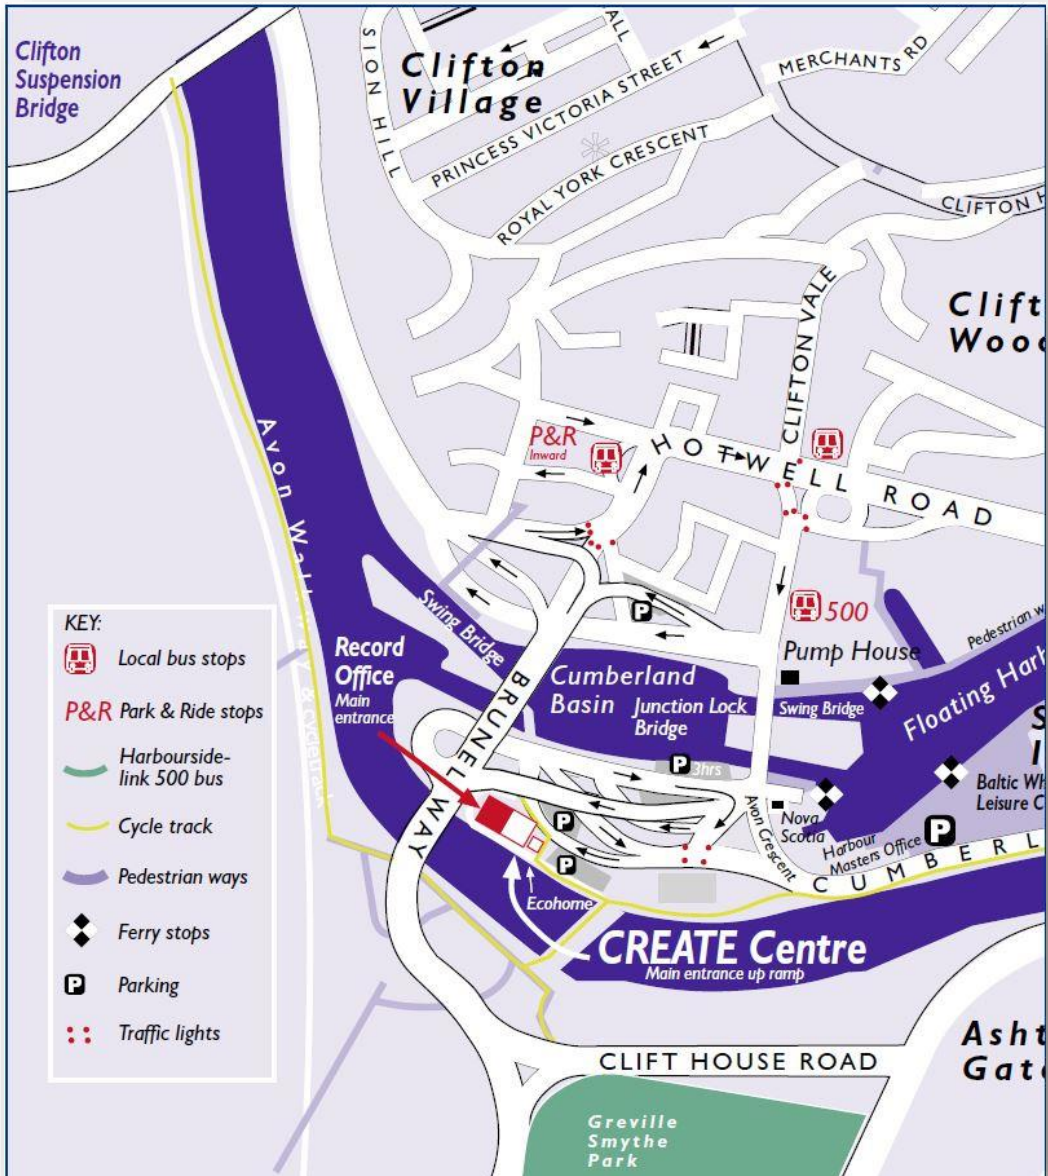 Clifton
Suspension
Bridge
SION HILL
Clifton
Village
ALL
PRINCESS VICTORIA STREET
MERCHANTS RD
ROYAL YORK CRESCENT
CLIFTON H
CLIFTON VALE
Clift
Wood
P&R
Inward
HOTWELL ROAD
Avon Walkway & Cycletrack
Swing Bridge
500
Pump House
Pedestrian w
KEY:
Local bus stops
P&R Park & Ride stops
Harbourside-
link 500 bus
Cycle track
Pedestrian ways
Ferry stops
P Parking
Traffic lights
Record
Office
Main
entrance
BRUNEL WAY
P
Cumberland
Basin
Junction Lock
Bridge
Swing Bridge
Floating Harb
S
I
P 3hrs
Baltic Wh
Leisure C
Avon Crescent
Nova
Scotia
Harbour
Masters Office
P
P
P
CUMBERL
Ecohome
CREATE Centre
Main entrance up ramp
CLIFT HOUSE ROAD
Asht
Gate
Greville
Smythe
Park